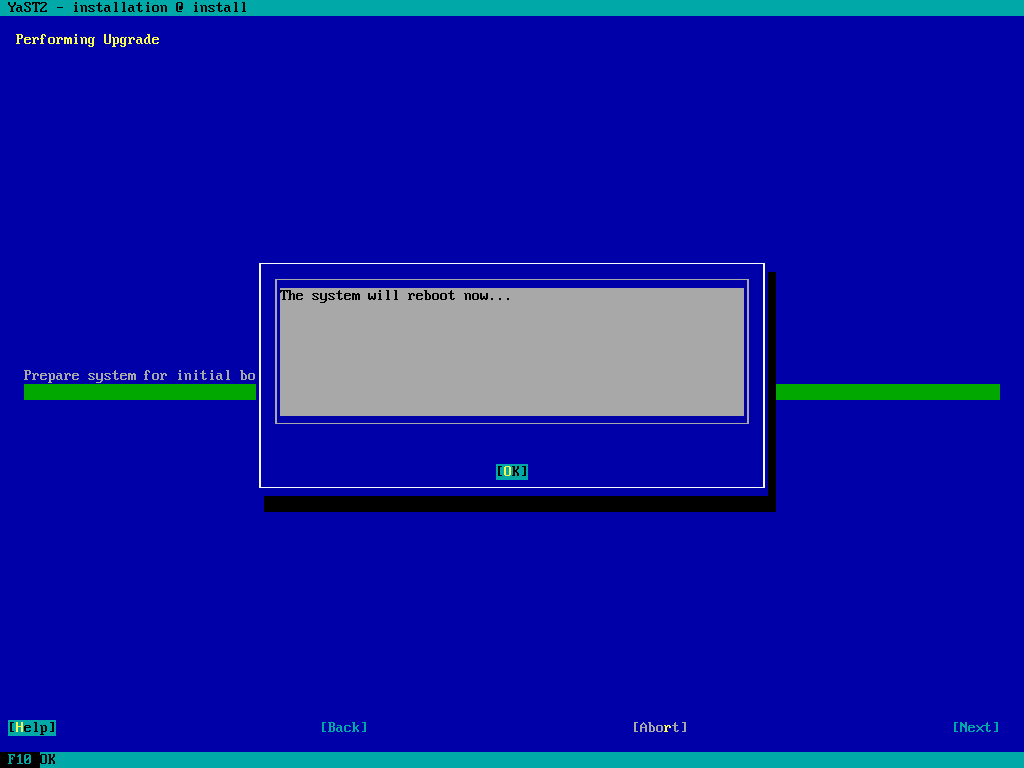 YaST2 - installation @ install
Performing Upgrade
The system will reboot now...
Prepare system for initial bo
[OK]
[Help] [Back] [Abort] [Next]
F10 OK